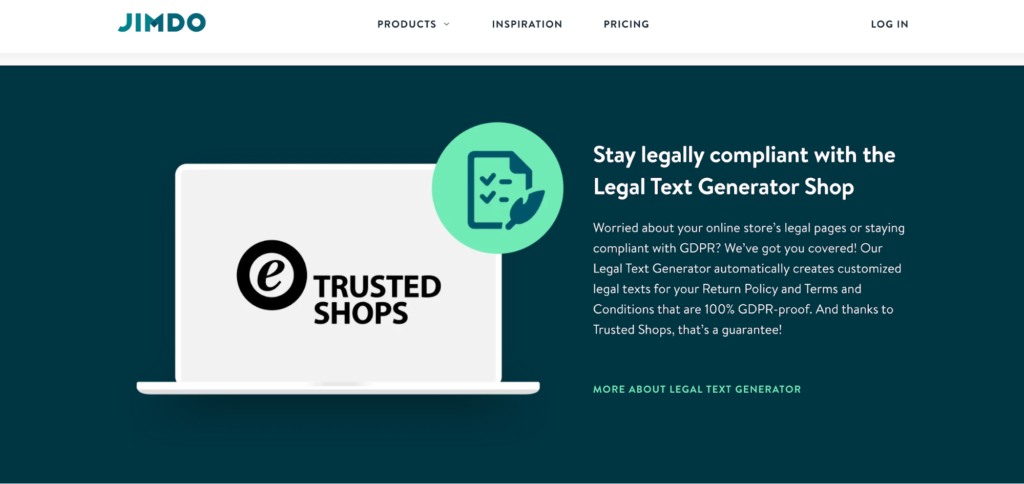 JIMDO
PRODUCTS
INSPIRATION
PRICING
LOG IN
e
TRUSTED
SHOPS
Stay legally compliant with the
Legal Text Generator Shop
Worried about your online store's legal pages or staying
compliant with GDPR? We've got you covered! Our
Legal Text Generator automatically creates customized
legal texts for your Return Policy and Terms and
Conditions that are 100% GDPR-proof. And thanks to
Trusted Shops, that's a guarantee!
MORE ABOUT LEGAL TEXT GENERATOR